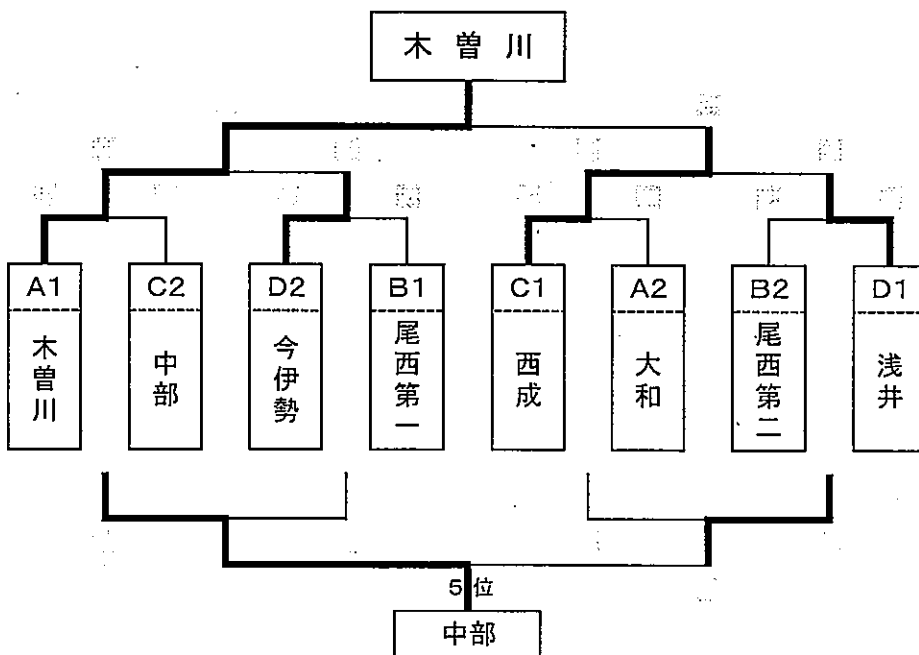 木曽川
A1 C2 D2 B1 C1 A2 B2 D1
木曽川
中部
今伊勢
尾西第一
西成
大和
尾西第二
浅井
5位
中部